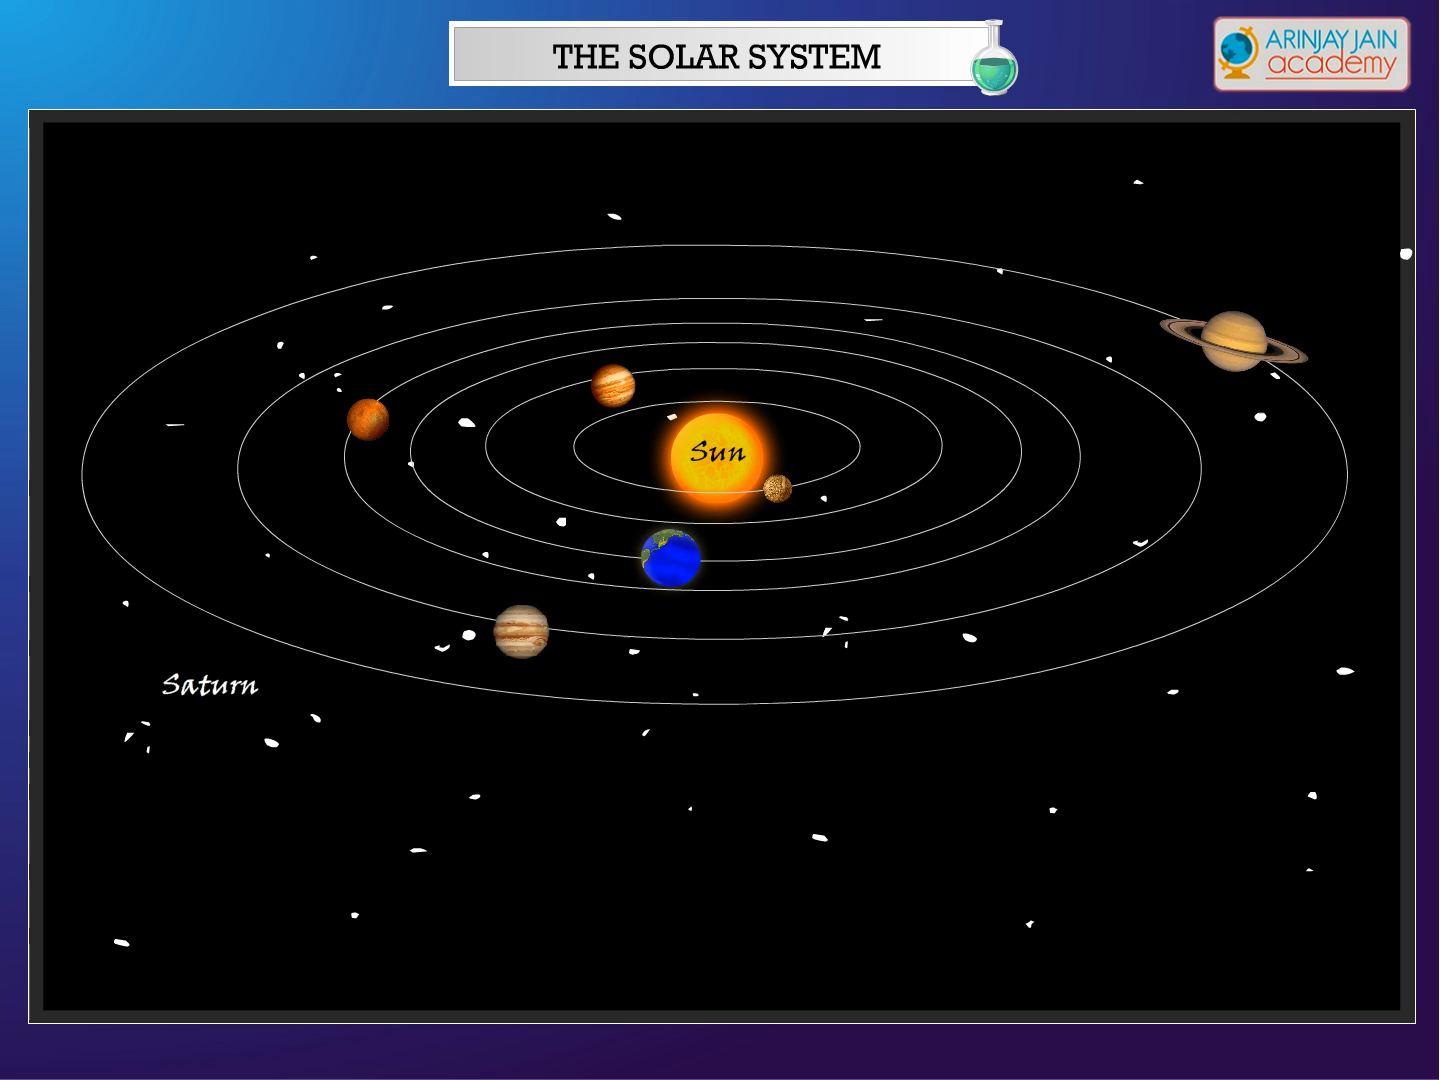 THE SOLAR SYSTEM
ARINJAY JAIN
academy
Sun
Saturn